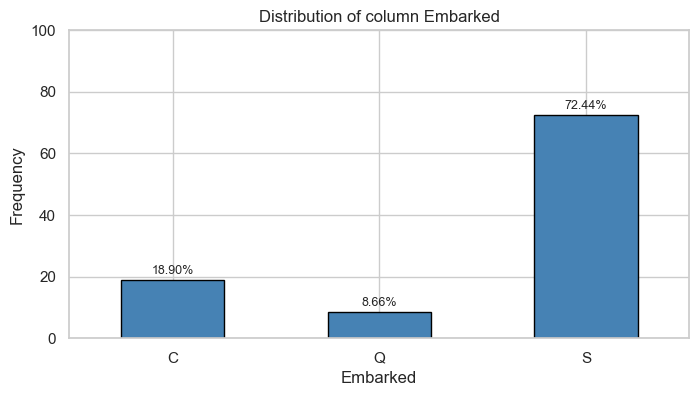 Distribution of column Embarked
100
80
60
40
20
0
Frequency
18.90%
8.66%
72.44%
C
Q
S
Embarked